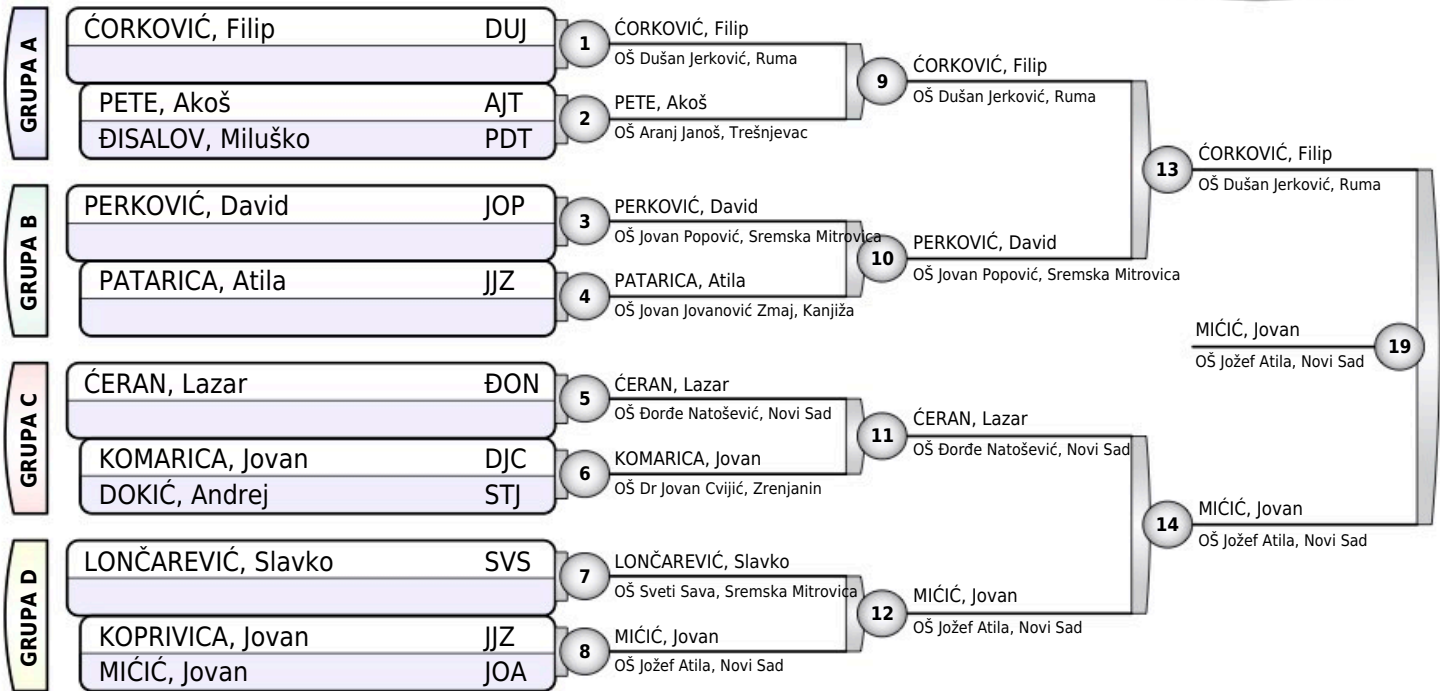 GRUPA A
ĆORKOVIĆ, Filip DUJ
PETE, Akoš AJT
ĐISALOV, Miluško PDT
GRUPA B
PERKOVIĆ, David JOP
PATARICA, Atila JJZ
GRUPA C
ĆERAN, Lazar ĐON
KOMARICA, Jovan DJC
DOKIĆ, Andrej STJ
GRUPA D
LONČAREVIĆ, Slavko SVS
KOPRIVICA, Jovan JJZ
MIĆIĆ, Jovan JOA
1
ĆORKOVIĆ, Filip
OŠ Dušan Jerković, Ruma
2
PETE, Akoš
OŠ Aranj Janoš, Trešnjevac
3
PERKOVIĆ, David
OŠ Jovan Popović, Sremska Mitrovica
4
PATARICA, Atila
OŠ Jovan Jovanović Zmaj, Kanjiža
5
ĆERAN, Lazar
OŠ Đorđe Natošević, Novi Sad
6
KOMARICA, Jovan
OŠ Dr Jovan Cvijić, Zrenjanin
7
LONČAREVIĆ, Slavko
OŠ Sveti Sava, Sremska Mitrovica
8
MIĆIĆ, Jovan
OŠ Jožef Atila, Novi Sad
9
ĆORKOVIĆ, Filip
OŠ Dušan Jerković, Ruma
10
PERKOVIĆ, David
OŠ Jovan Popović, Sremska Mitrovica
11
ĆERAN, Lazar
OŠ Đorđe Natošević, Novi Sad
12
MIĆIĆ, Jovan
OŠ Jožef Atila, Novi Sad
13
ĆORKOVIĆ, Filip
OŠ Dušan Jerković, Ruma
14
MIĆIĆ, Jovan
OŠ Jožef Atila, Novi Sad
MIĆIĆ, Jovan
OŠ Jožef Atila, Novi Sad
19